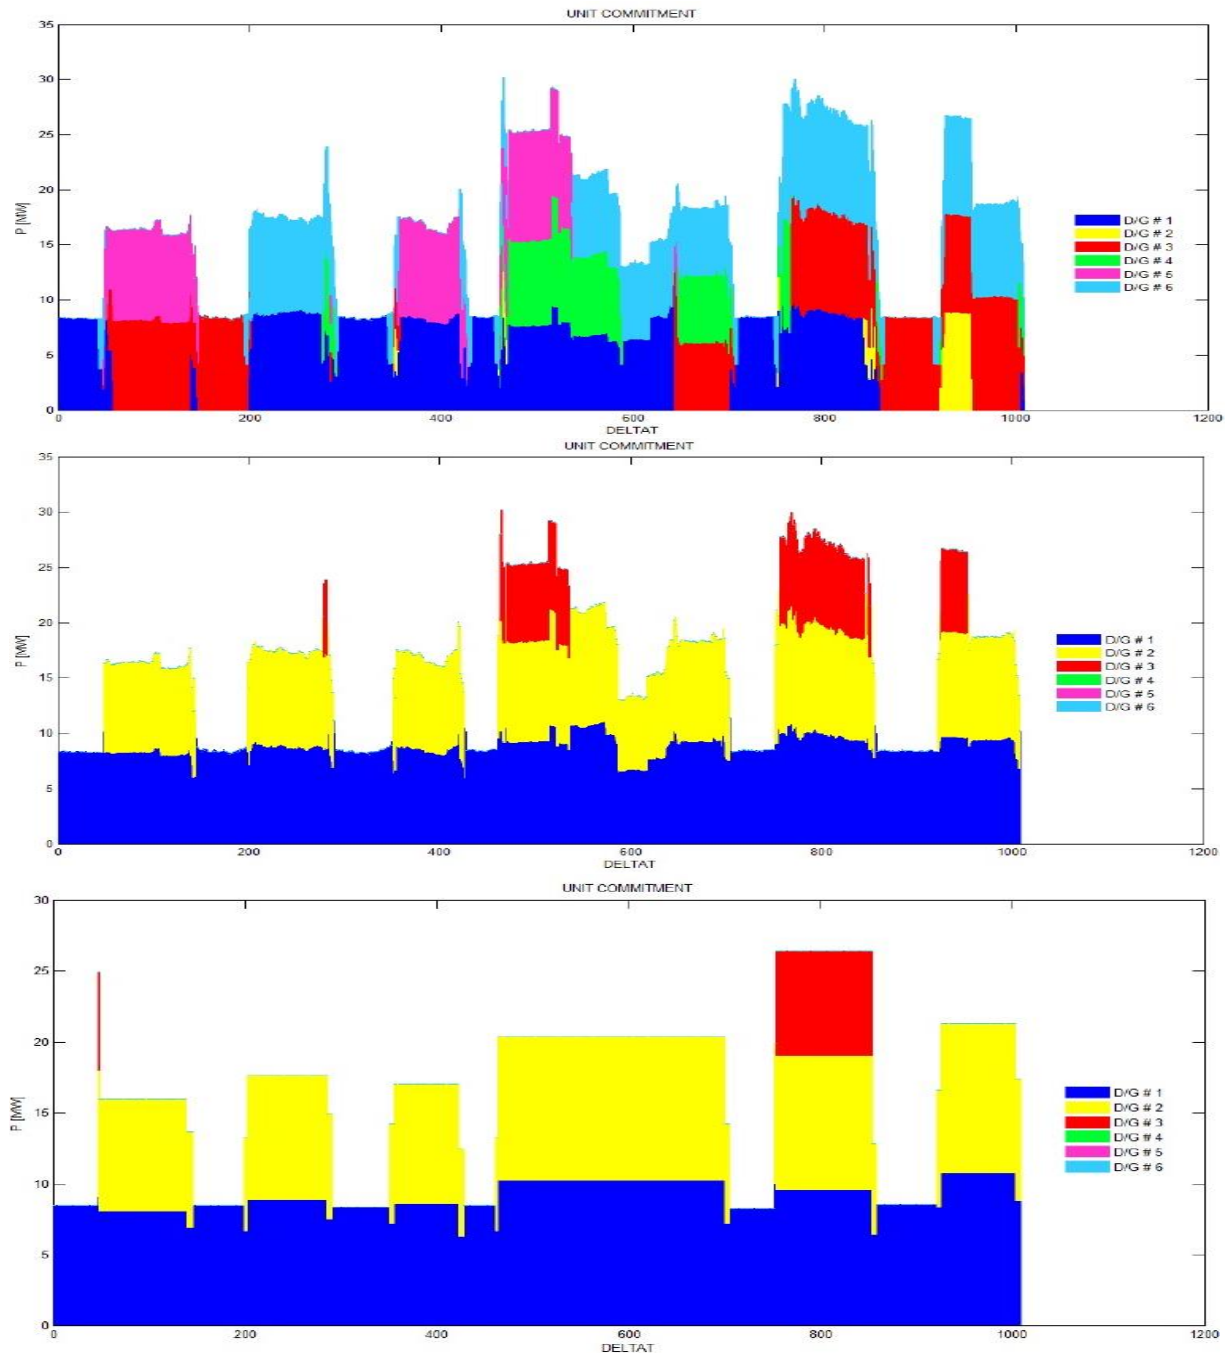 UNIT COMMITMENT
35
30
25
20
15
10
5
0
P [MW]
D/G # 1
D/G # 2
D/G # 3
D/G # 4
D/G # 5
D/G # 6
0 200 400 600 800 1000 1200
DELTAT
UNIT COMMITMENT
35
30
25
20
15
10
5
0
P [MW]
D/G # 1
D/G # 2
D/G # 3
D/G # 4
D/G # 5
D/G # 6
0 200 400 600 800 1000 1200
DELTAT
UNIT COMMITMENT
30
25
20
15
10
5
0
P [MW]
D/G # 1
D/G # 2
D/G # 3
D/G # 4
D/G # 5
D/G # 6
0 200 400 600 800 1000 1200
DELTAT